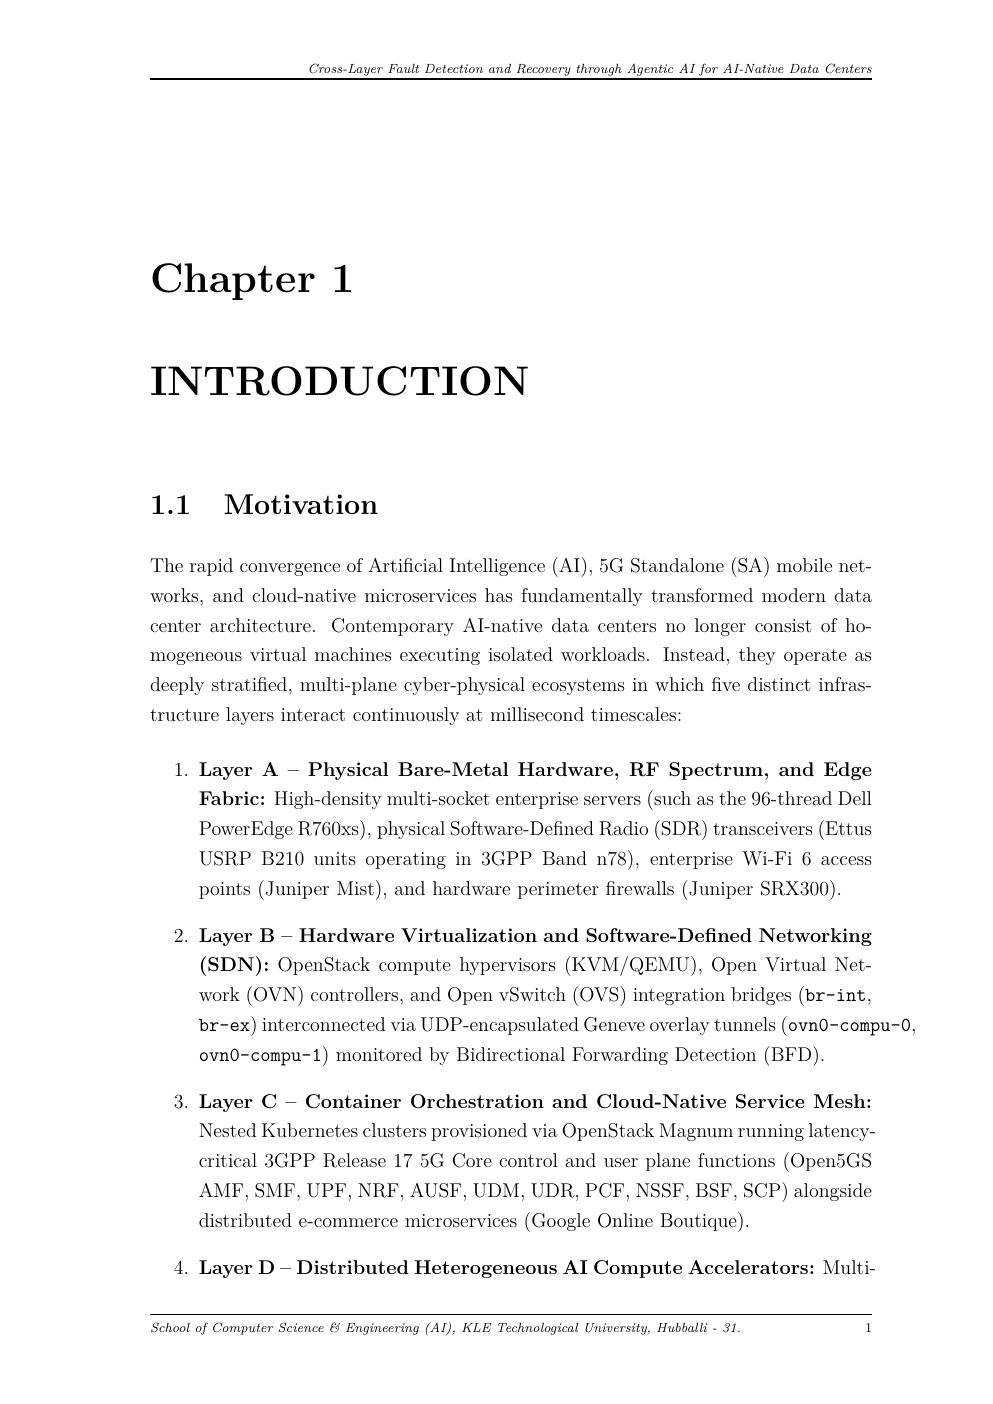 Cross-Layer Fault Detection and Recovery through Agentic AI for AI-Native Data Centers
Chapter 1
INTRODUCTION
1.1 Motivation
The rapid convergence of Artificial Intelligence (AI), 5G Standalone (SA) mobile net-
works, and cloud-native microservices has fundamentally transformed modern data
center architecture. Contemporary AI-native data centers no longer consist of ho-
mogeneous virtual machines executing isolated workloads. Instead, they operate as
deeply stratified, multi-plane cyber-physical ecosystems in which five distinct infras-
tructure layers interact continuously at millisecond timescales:
1. Layer A – Physical Bare-Metal Hardware, RF Spectrum, and Edge
Fabric: High-density multi-socket enterprise servers (such as the 96-thread Dell
PowerEdge R760xs), physical Software-Defined Radio (SDR) transceivers (Ettus
USRP B210 units operating in 3GPP Band n78), enterprise Wi-Fi 6 access
points (Juniper Mist), and hardware perimeter firewalls (Juniper SRX300).
2. Layer B – Hardware Virtualization and Software-Defined Networking
(SDN): OpenStack compute hypervisors (KVM/QEMU), Open Virtual Net-
work (OVN) controllers, and Open vSwitch (OVS) integration bridges (br-int,
br-ex) interconnected via UDP-encapsulated Geneve overlay tunnels (ovn0-compu-0,
ovn0-compu-1) monitored by Bidirectional Forwarding Detection (BFD).
3. Layer C – Container Orchestration and Cloud-Native Service Mesh:
Nested Kubernetes clusters provisioned via OpenStack Magnum running latency-
critical 3GPP Release 17 5G Core control and user plane functions (Open5GS
AMF, SMF, UPF, NRF, AUSF, UDM, UDR, PCF, NSSF, BSF, SCP) alongside
distributed e-commerce microservices (Google Online Boutique).
4. Layer D – Distributed Heterogeneous AI Compute Accelerators: Multi-
School of Computer Science & Engineering (AI), KLE Technological University, Hubballi - 31. 1